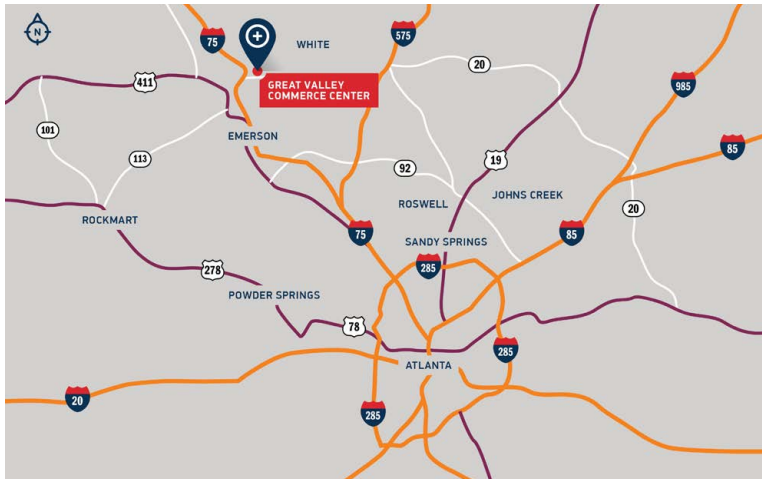 N
75
WHITE
575
20
985
411
GREAT VALLEY
COMMERCE CENTER
101
EMERSON
85
113
92
19
JOHNS CREEK
ROSWELL
20
ROCKMART
75
85
SANDY SPRINGS
285
278
POWDER SPRINGS
78
285
ATLANTA
20
285